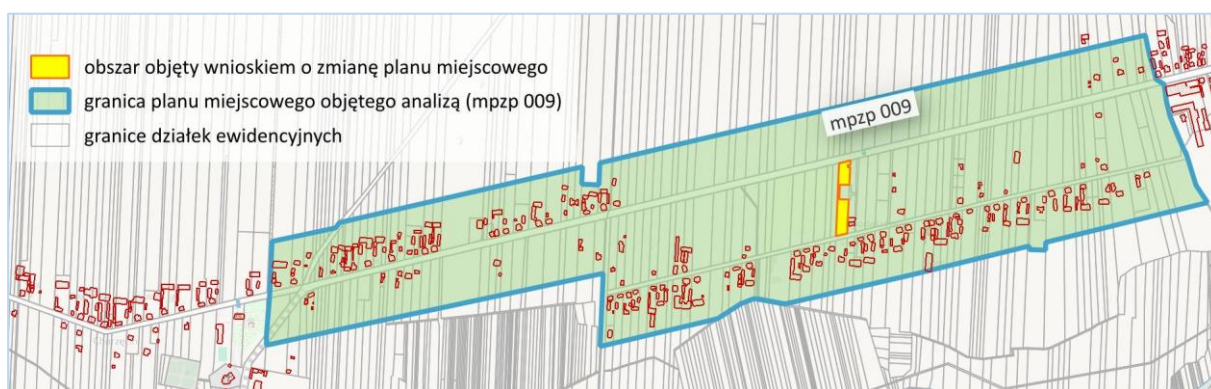 obszar objęty wnioskiem o zmianę planu miejscowego
granica planu miejscowego objętego analizą (mpzp 009)
granice działek ewidencyjnych
mpzp 009